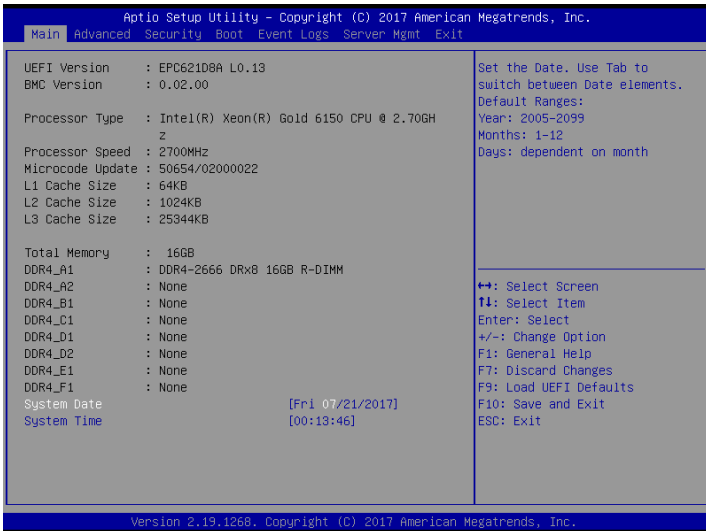 Aptio Setup Utility – Copyright (C) 2017 American Megatrends, Inc.
Main Advanced Security Boot Event Logs Server Mgmt Exit
UEFI Version : EPC621D8A L0.13
BMC Version : 0.02.00
Processor Type : Intel(R) Xeon(R) Gold 6150 CPU @ 2.70GH
z
Processor Speed : 2700MHz
Microcode Update : 50654/02000022
L1 Cache Size : 64KB
L2 Cache Size : 1024KB
L3 Cache Size : 25344KB
Total Memory : 16GB
DDR4_A1 : DDR4-2666 DRx8 16GB R-DIMM
DDR4_A2 : None
DDR4_B1 : None
DDR4_C1 : None
DDR4_D1 : None
DDR4_D2 : None
DDR4_E1 : None
DDR4_F1 : None
System Date [Fri 07/21/2017]
System Time [00:13:46]
Set the Date. Use Tab to
switch between Date elements.
Default Ranges:
Year: 2005-2099
Months: 1-12
Days: dependent on month
↔: Select Screen
↑↓: Select Item
Enter: Select
+/-: Change Option
F1: General Help
F7: Discard Changes
F9: Load UEFI Defaults
F10: Save and Exit
ESC: Exit
Version 2.19.1268. Copyright (C) 2017 American Megatrends, Inc.